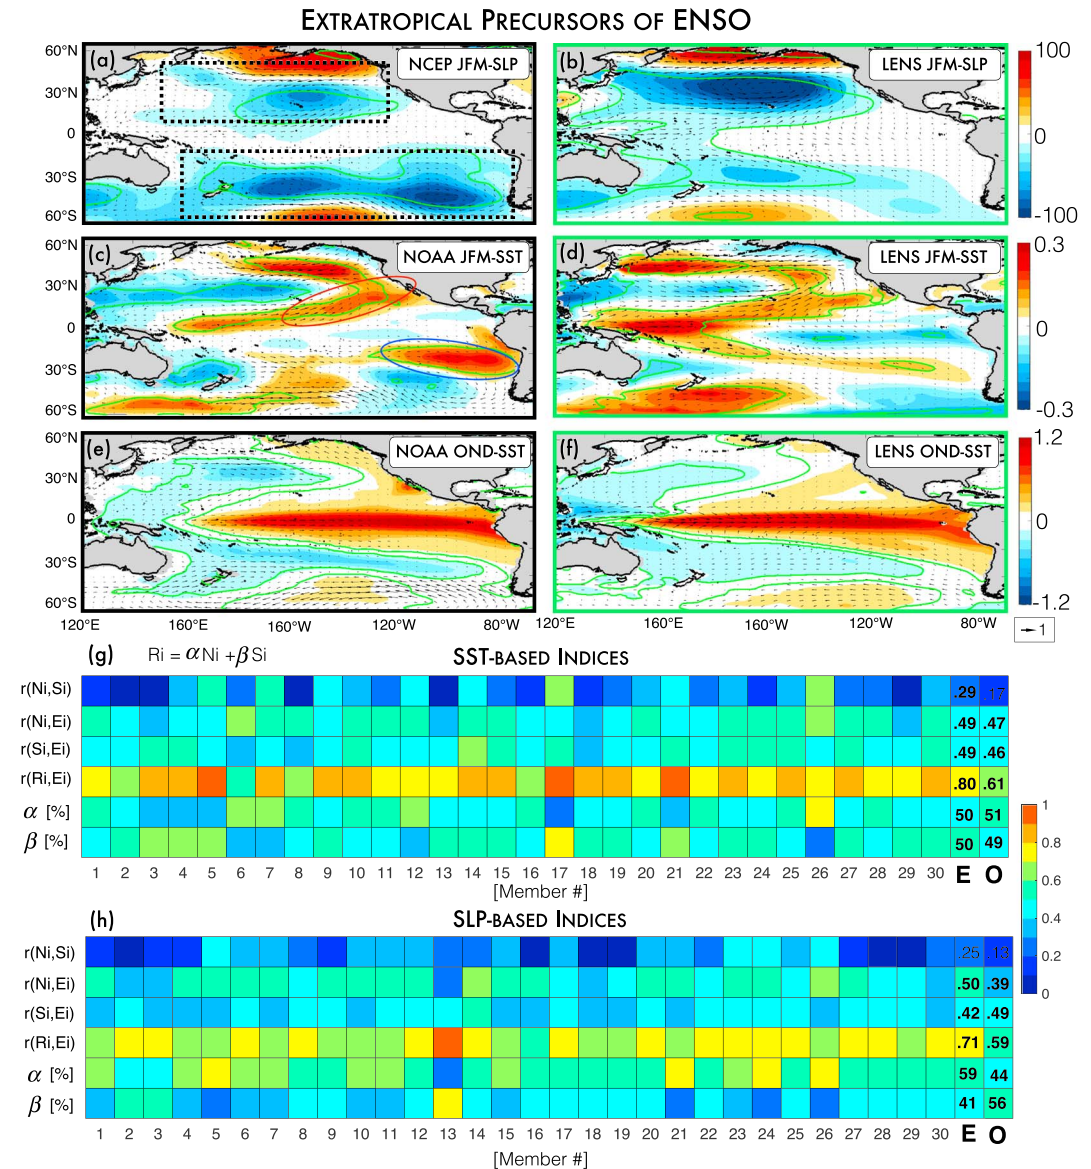 EXTRATROPICAL PRECURSORS OF ENSO
60°N (a) NCEP JFM-SLP (b) LENS JFM-SLP 100
30°N
0 0
30°S
60°S -100
60°N (c) NOAA JFM-SST (d) LENS JFM-SST 0.3
30°N
0 0
30°S
60°S -0.3
60°N (e) NOAA OND-SST (f) LENS OND-SST 1.2
30°N
0 0
30°S
60°S -1.2
120°E 160°E 160°W 120°W 80°W 120°E 160°E 160°W 120°W 80°W 1
(g) Ri = αNi +βSi SST-BASED INDICES
r(Ni,Si) .29 .17
r(Ni,Ei) .49 .47
r(Si,Ei) .49 .46
r(Ri,Ei) .80 .61
α [%] 50 51
β [%] 50 49
1 2 3 4 5 6 7 8 9 10 11 12 13 14 15 16 17 18 19 20 21 22 23 24 25 26 27 28 29 30 E O
[Member #]
1
0.8
0.6
0.4
0.2
0
(h) SLP-BASED INDICES
r(Ni,Si) .25 .13
r(Ni,Ei) .50 .39
r(Si,Ei) .42 .49
r(Ri,Ei) .71 .59
α [%] 59 44
β [%] 41 56
1 2 3 4 5 6 7 8 9 10 11 12 13 14 15 16 17 18 19 20 21 22 23 24 25 26 27 28 29 30 E O
[Member #]